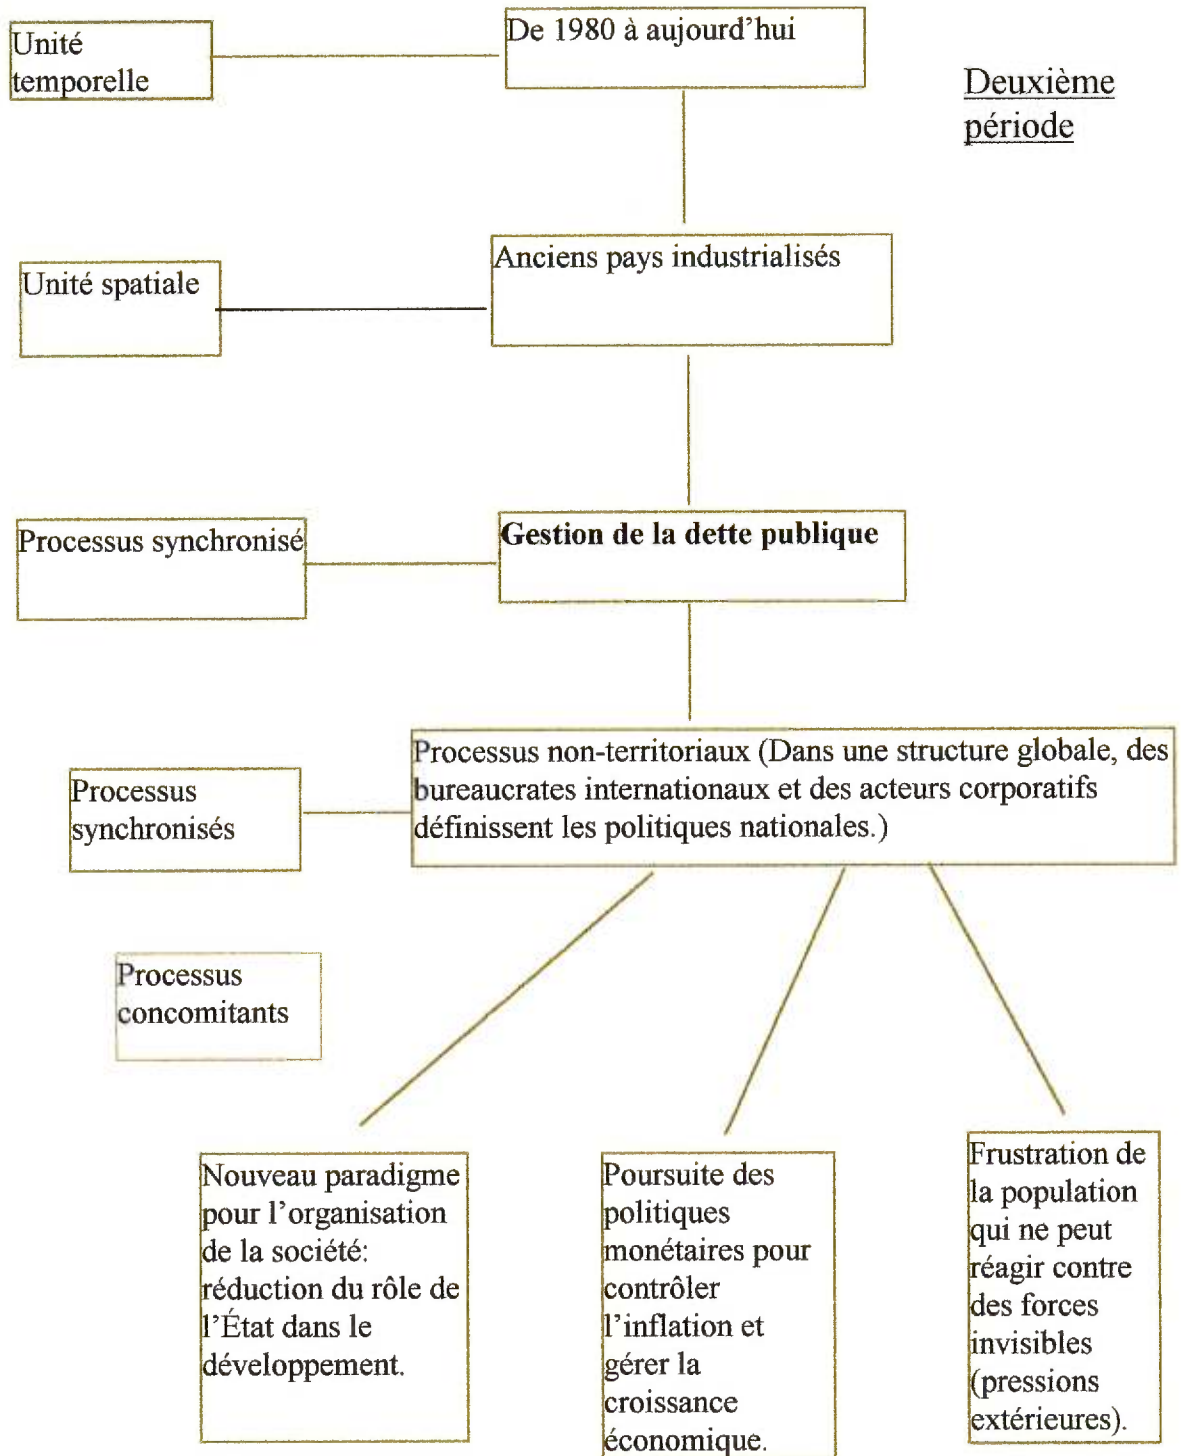 Unité
temporelle
De 1980 à aujourd'hui
Deuxième
période
Unité spatiale
Anciens pays industrialisés
Processus synchronisé
Gestion de la dette publique
Processus
synchronisés
Processus non-territoriaux (Dans une structure globale, des
bureaucrates internationaux et des acteurs corporatifs
définissent les politiques nationales.)
Processus
concomitants
Nouveau paradigme
pour l'organisation
de la société:
réduction du rôle de
l'État dans le
développement.
Poursuite des
politiques
monétaires pour
contrôler
l'inflation et
gérer la
croissance
économique.
Frustration de
la population
qui ne peut
réagir contre
des forces
invisibles
(pressions
extérieures).